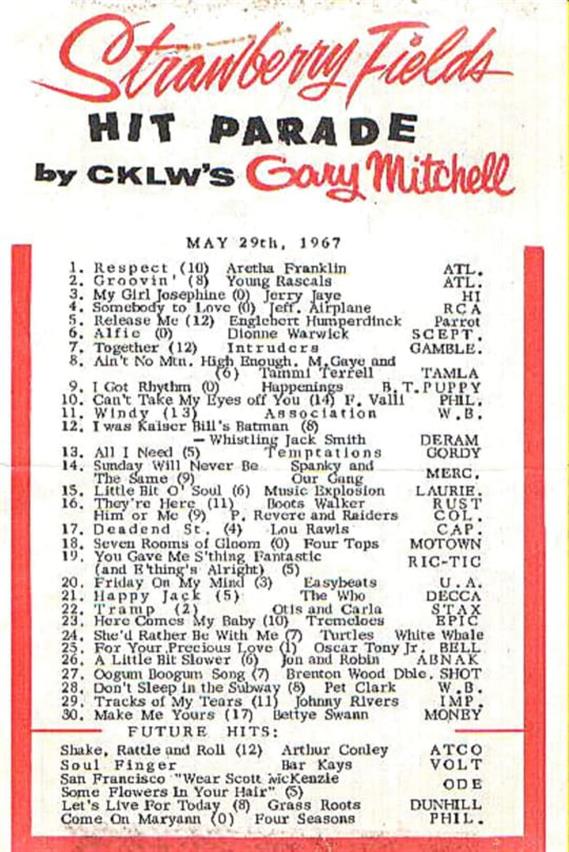 Strawberry Fields
HIT PARADE
by CKLW'S Gary Mitchell
MAY 29th, 1967
1. Respect (10) Aretha Franklin ATL.
2. Groovin' (8) Young Rascals ATL.
3. My Girl Josephine (0) Jerry Jaye HI
4. Somebody to Love (0) Jeff. Airplane RCA
5. Release Me (12) Englebert Humperdinck Parrot
6. Alfie (0) Dionne Warwick SCEPT.
7. Together (12) Intruders GAMBLE.
8. Ain't No Mtn. High Enough. M.Gaye and
(6) Tammi Terrell TAMLA
9. I Got Rhythm (0) Happenings B.T.PUPPY
10. Can't Take My Eyes off You (14) F. Valli PHIL.
11. Windy (13) Association W.B.
12. I was Kaiser Bill's Batman (8)
— Whistling Jack Smith DERAM
13. All I Need (5) Temptations GORDY
14. Sunday Will Never Be Spanky and
The Same (9) Our Gang MERC.
15. Little Bit O' Soul (6) Music Explosion LAURIE.
16. They're Here (11) Boots Walker RUST
Him or Me (9) P. Revere and Raiders COL.
17. Deadend St. (4) Lou Rawls CAP.
18. Seven Rooms of Gloom (0) Four Tops MOTOWN
19. You Gave Me S'thing Fantastic
(and E'thing's Alright) (5) RIC-TIC
20. Friday On My Mind (3) Easybeats U.A.
21. Happy Jack (5) The Who DECCA
22. Tramp (2) Otis and Carla STAX
23. Here Comes My Baby (10) Tremeloes EPIC
24. She'd Rather Be With Me (7) Turtles White Whale
25. For Your Precious Love (1) Oscar Tony Jr. BELL
26. A Little Bit Slower (6) Jon and Robin ABNAK
27. Oogum Boogum Song (7) Brenton Wood Dble. SHOT
28. Don't Sleep in the Subway (8) Pet Clark W.B.
29. Tracks of My Tears (11) Johnny Rivers IMP.
30. Make Me Yours (17) Bettye Swann MONEY
FUTURE HITS:
Shake, Rattle and Roll (12) Arthur Conley ATCO
Soul Finger Bar Kays VOLT
San Francisco "Wear Scott McKenzie
Some Flowers In Your Hair" (5) ODE
Let's Live For Today (8) Grass Roots DUNHILL
Come On Maryann (0) Four Seasons PHIL.